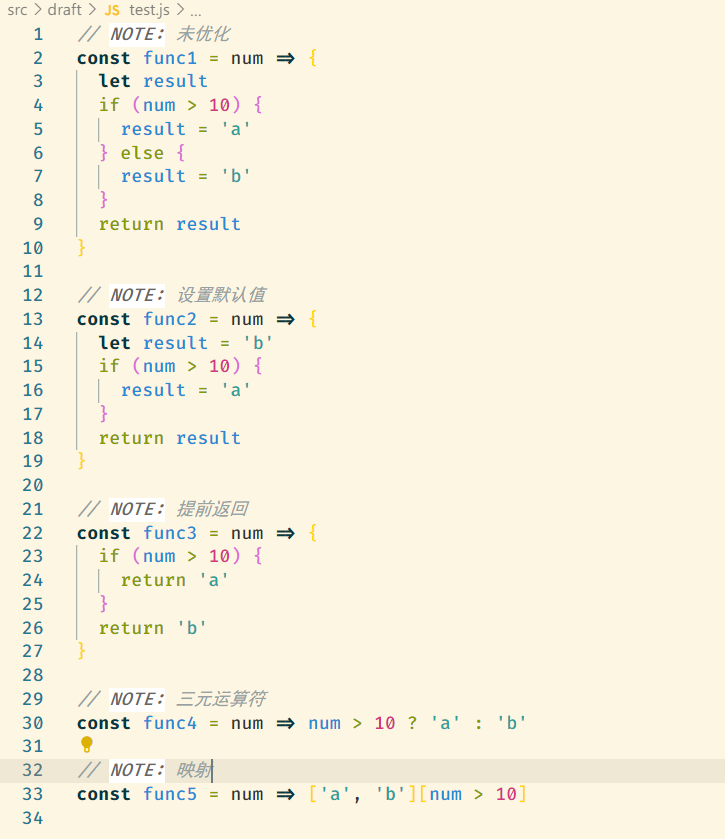 src > draft > JS test.js > ...
1 // NOTE: 未优化
2 const func1 = num => {
3   let result
4   if (num > 10) {
5     result = 'a'
6   } else {
7     result = 'b'
8   }
9   return result
10 }
11
12 // NOTE: 设置默认值
13 const func2 = num => {
14   let result = 'b'
15   if (num > 10) {
16     result = 'a'
17   }
18   return result
19 }
20
21 // NOTE: 提前返回
22 const func3 = num => {
23   if (num > 10) {
24     return 'a'
25   }
26   return 'b'
27 }
28
29 // NOTE: 三元运算符
30 const func4 = num => num > 10 ? 'a' : 'b'
31
32 // NOTE: 映射
33 const func5 = num => ['a', 'b'][num > 10]
34